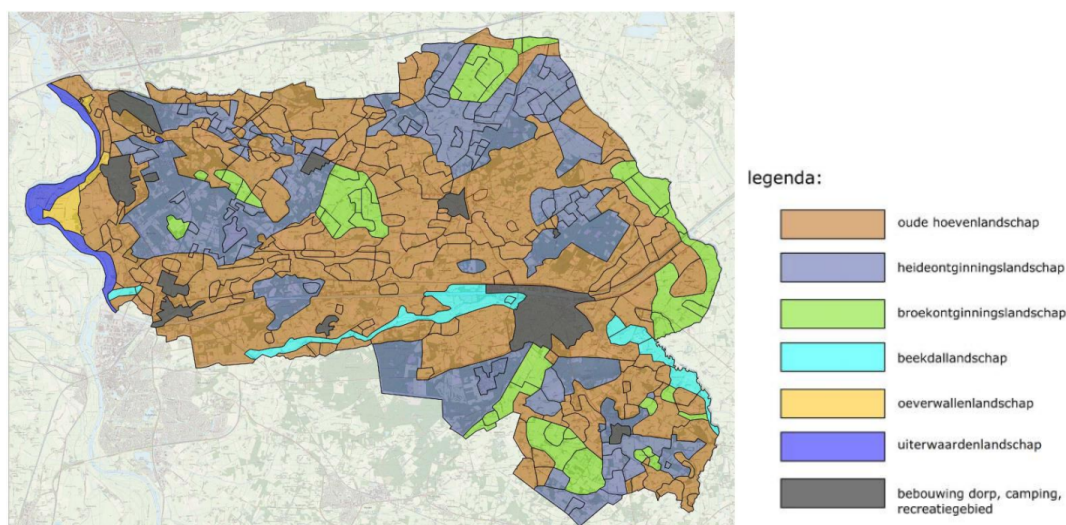 legenda:
oude hoevenlandschap
heideontginningslandschap
broekontginningslandschap
beekdallandschap
oeverwallenlandschap
uiterwaardenlandschap
bebouwing dorp, camping,
recreatiegebied